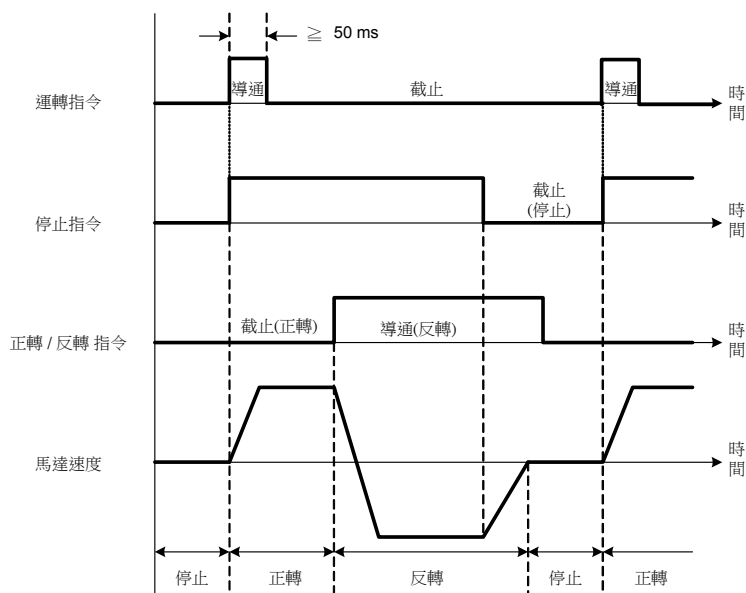 ≧ 50 ms
運轉指令
導通
截止
導通
時
間
停止指令
截止
(停止)
時
間
正轉 / 反轉 指令
截止(正轉)
導通(反轉)
時
間
馬達速度
時
間
停止
正轉
反轉
停止
正轉